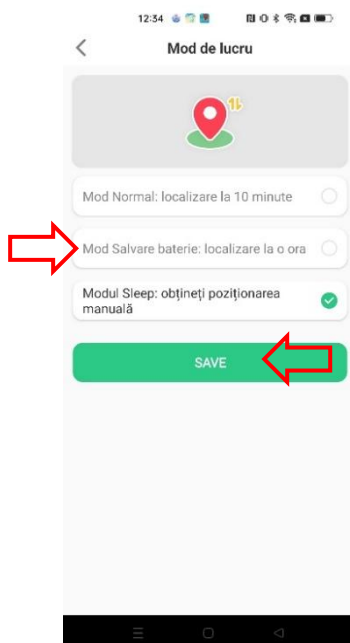 12:34
Mod de lucru
Mod Normal: localizare la 10 minute
Mod Salvare baterie: localizare la o ora
Modul Sleep: obțineți poziționarea
manuală
SAVE